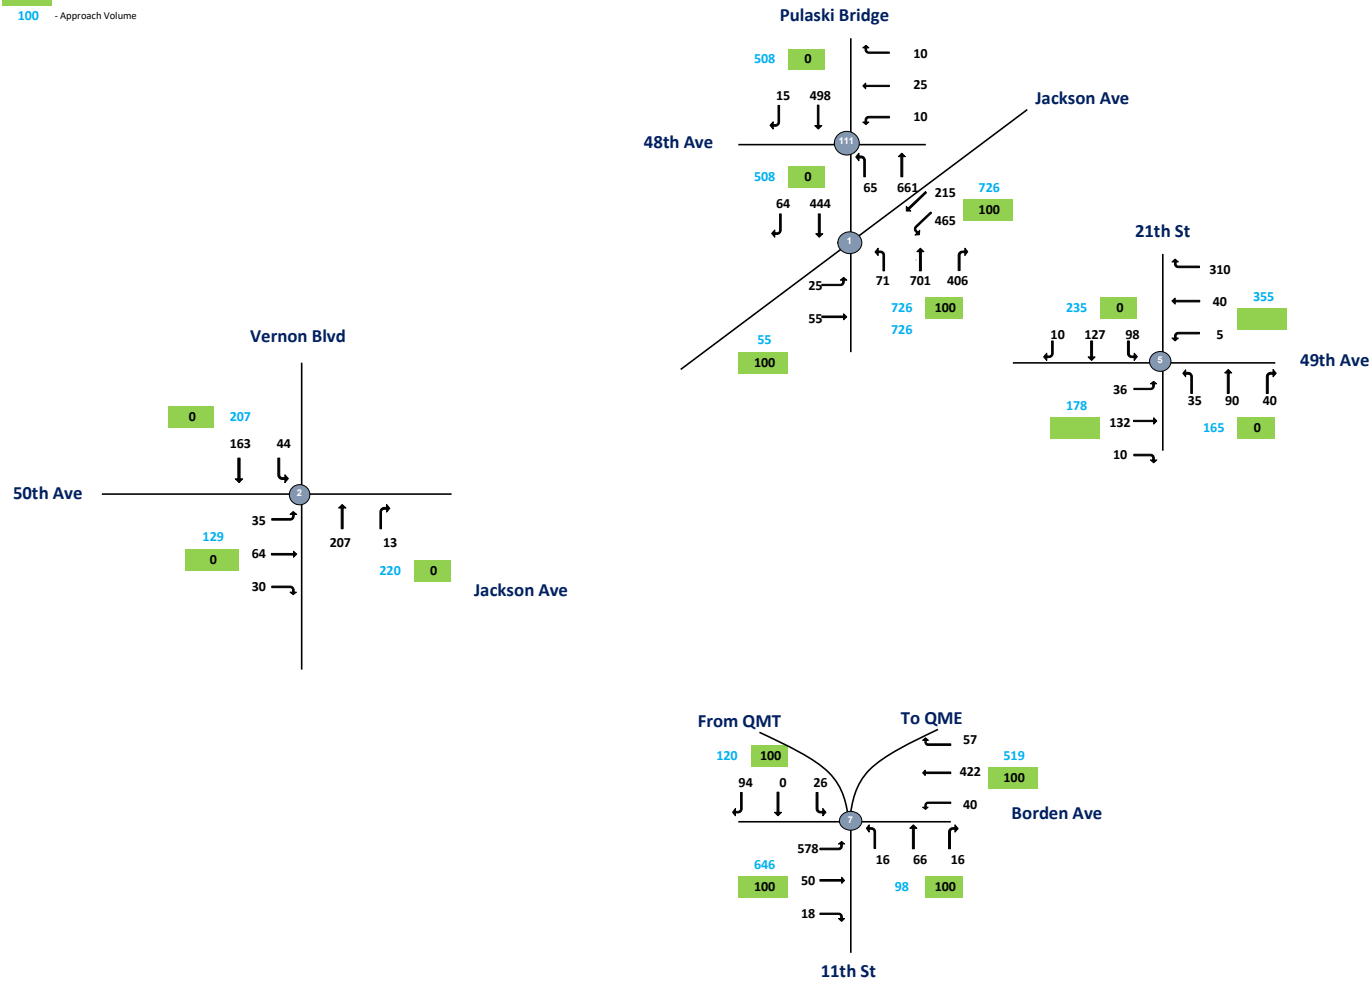 100 - Approach Volume
Pulaski Bridge
508 0
10
25
10
15 498
Jackson Ave
48th Ave
111
508 0
65 661
64 444
215 726
100
465
1
71 701 406
25
726 100
55
726
55
100
21th St
310
235 0
40 355
10 127 98
5
5
49th Ave
36
35 90 40
178
132
165 0
10
Vernon Blvd
0 207
163 44
50th Ave
2
35
129
207 13
0
64
220 0
30
Jackson Ave
From QMT
To QME
57
120 100
519
422 100
94 0 26
40
Borden Ave
7
578
16 66 16
646
100
50
98 100
18
11th St